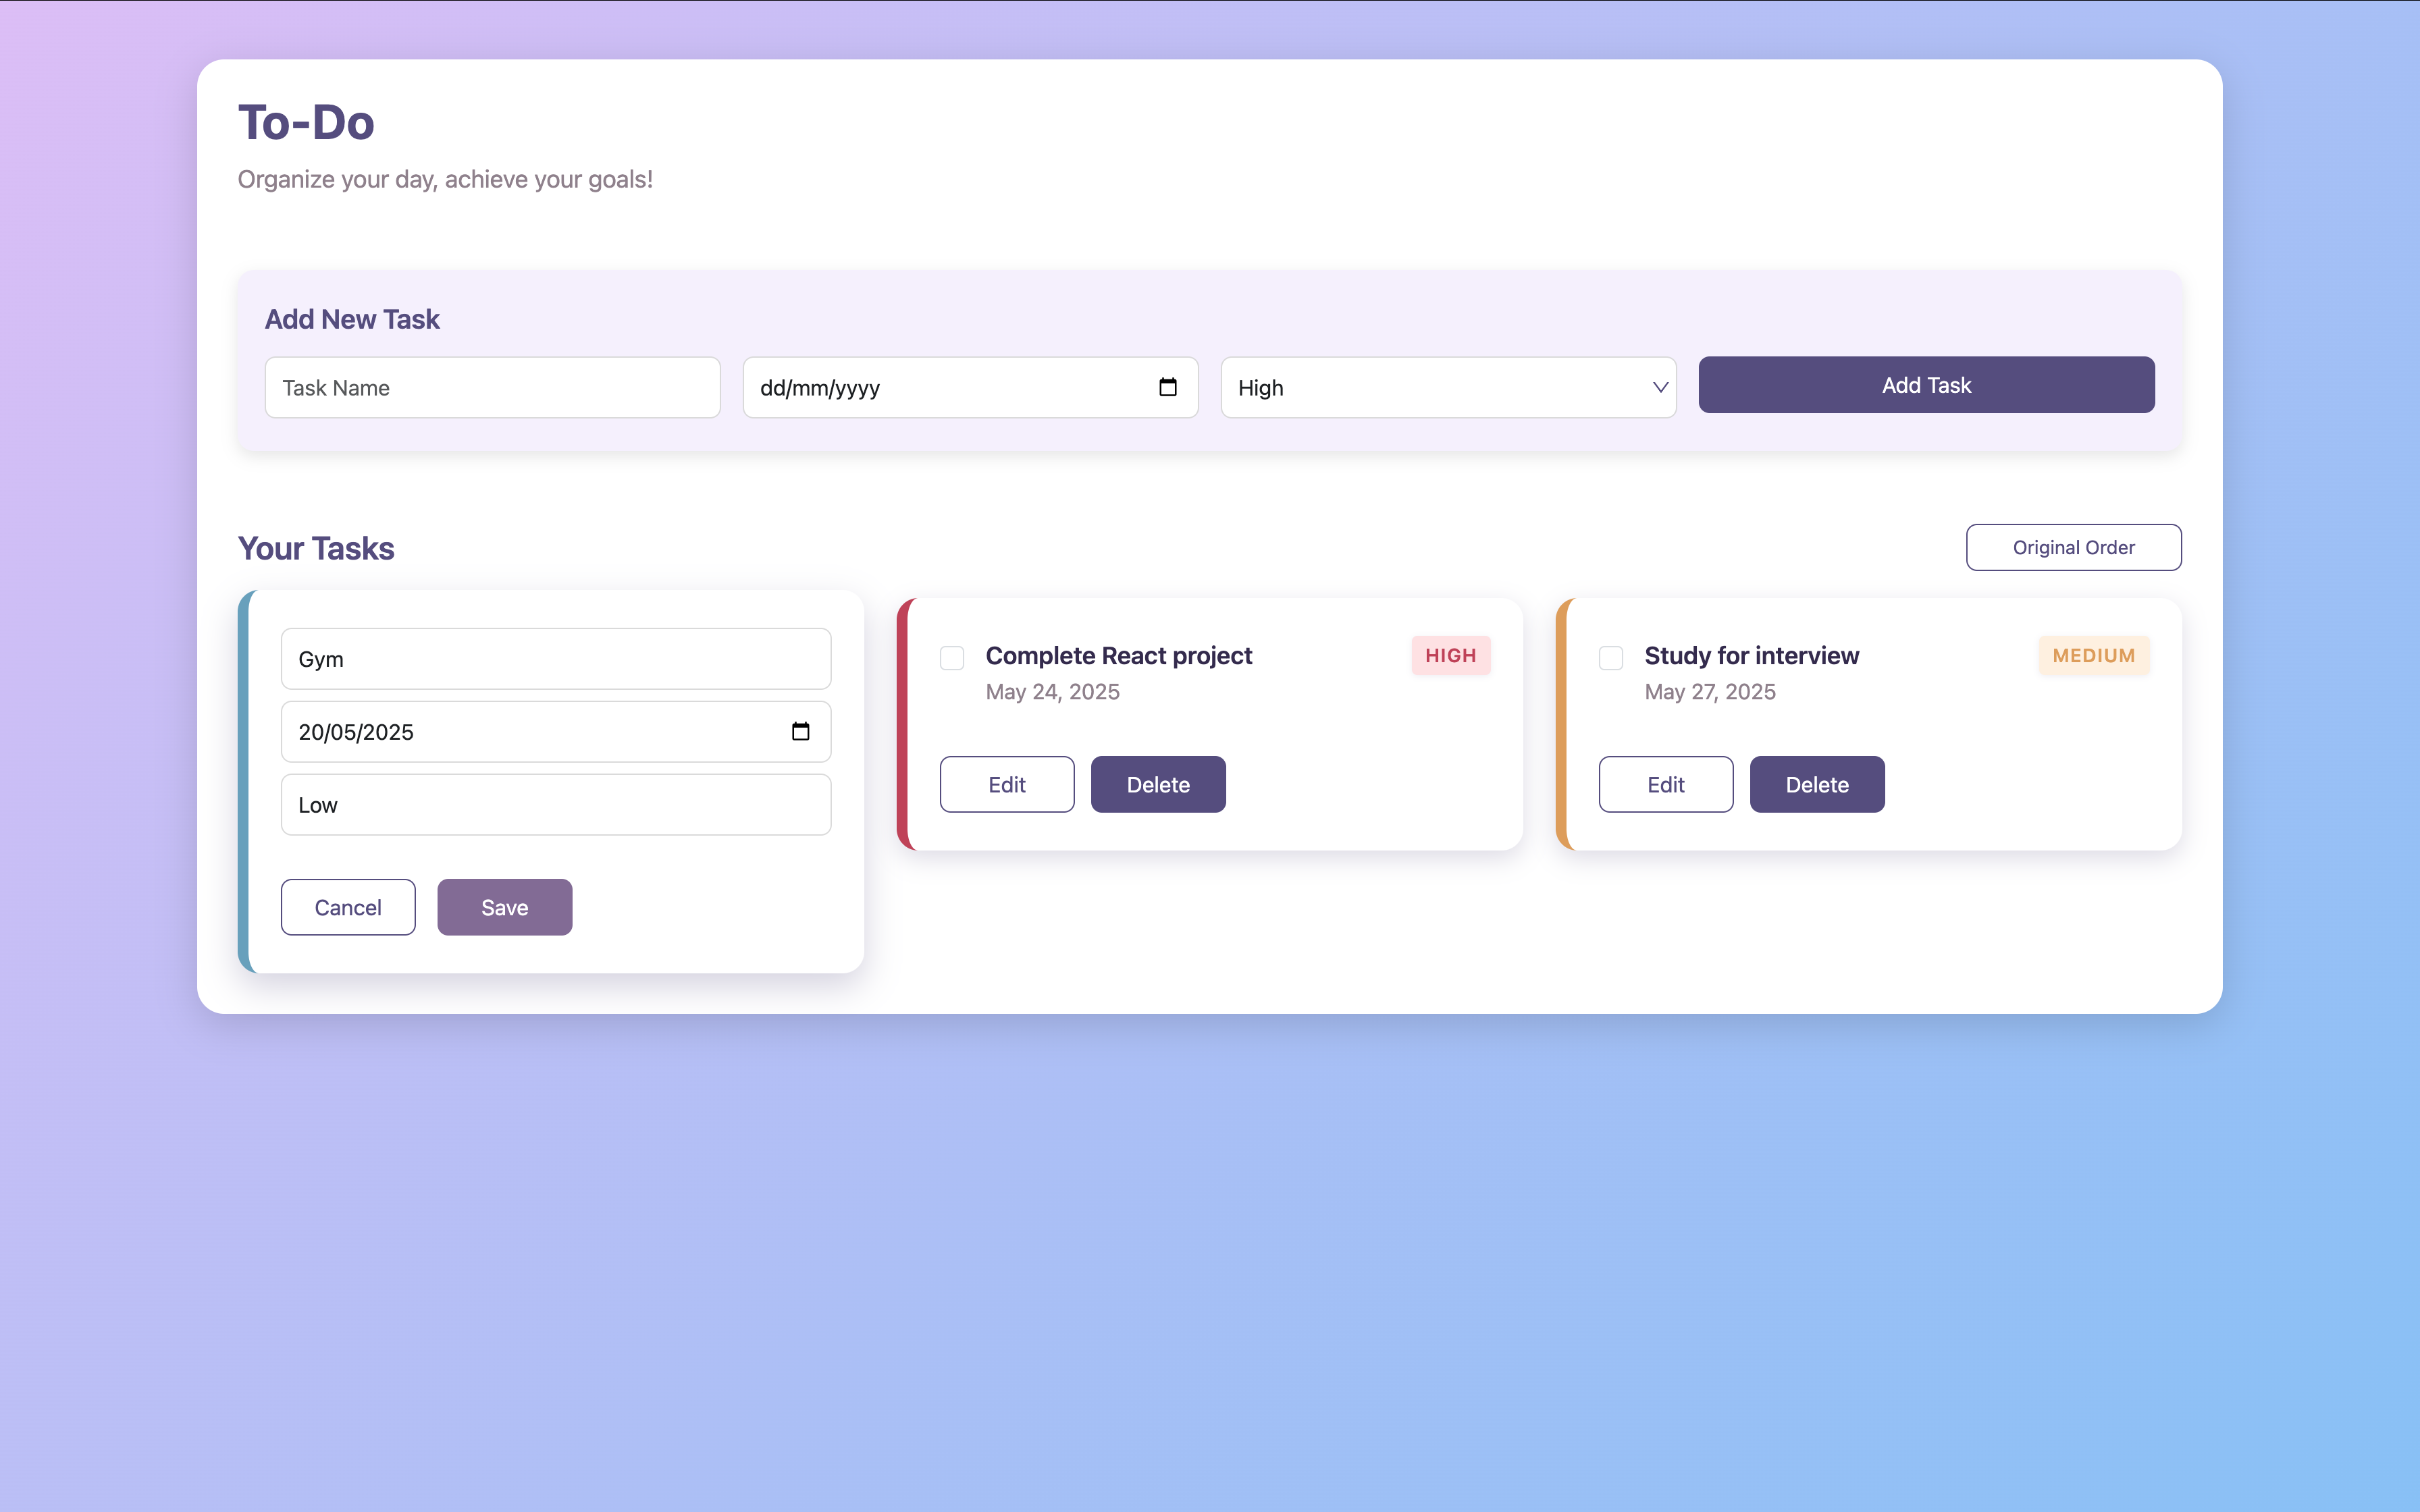 To-Do
Organize your day, achieve your goals!
Add New Task
Task Name
dd/mm/yyyy
High
Add Task
Your Tasks
Original Order
Gym
20/05/2025
Low
Cancel
Save
Complete React project
HIGH
May 24, 2025
Edit
Delete
Study for interview
MEDIUM
May 27, 2025
Edit
Delete